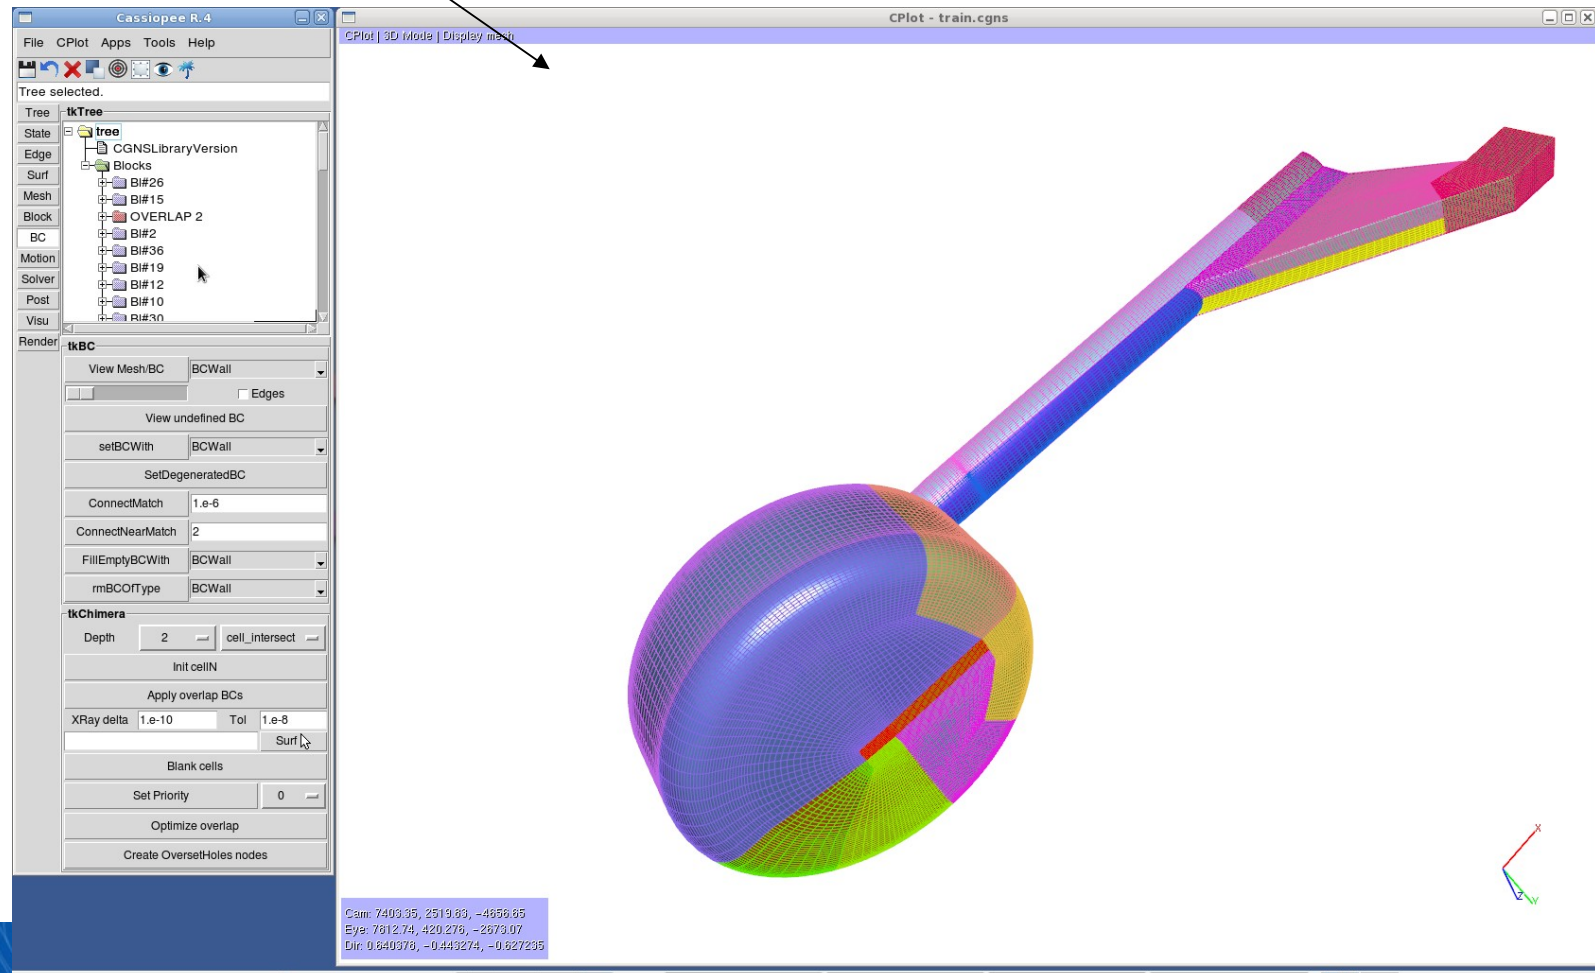 Cassiopee R.4
File CPlot Apps Tools Help
Tree selected.
Tree
State
Edge
Surf
Mesh
Block
BC
Motion
Solver
Post
Visu
Render
tkTree
tree
CGNSLibraryVersion
Blocks
Bl#26
Bl#15
OVERLAP 2
Bl#2
Bl#36
Bl#19
Bl#12
Bl#10
Bl#30
tkBC
View Mesh/BC BCWall
Edges
View undefined BC
setBCWith BCWall
SetDegeneratedBC
ConnectMatch 1.e-6
ConnectNearMatch 2
FillEmptyBCWith BCWall
rmBCOfType BCWall
tkChimera
Depth 2 cell_intersect
Init cellN
Apply overlap BCs
XRay delta 1.e-10 Tol 1.e-8
Surf
Blank cells
Set Priority 0
Optimize overlap
Create OversetHoles nodes
CPlot - train.cgns
CPlot | 3D Mode | Display mesh
X
Z
Y
Cam: 7403.35, 2519.63, -4656.65
Eye: 7612.74, 420.276, -2673.07
Dir: 0.640376, -0.443274, -0.627235